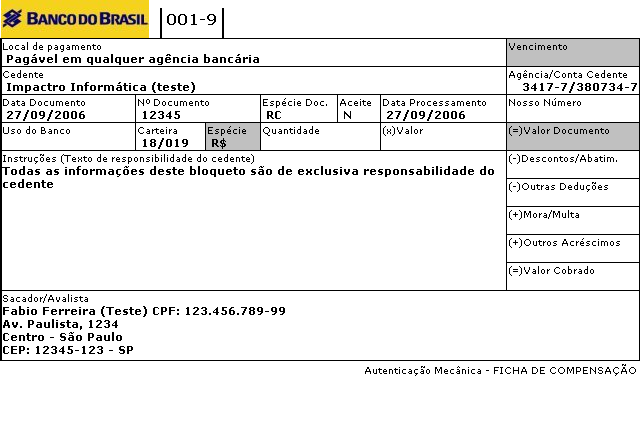 BANCO DO BRASIL 001-9
Local de pagamento Vencimento
Pagável em qualquer agência bancária
Cedente Agência/Conta Cedente
Impactro Informática (teste) 3417-7/380734-7
Data Documento Nº Documento Espécie Doc. Aceite Data Processamento Nosso Número
27/09/2006 12345 RC N 27/09/2006
Uso do Banco Carteira Espécie Quantidade (x)Valor (=)Valor Documento
18/019 R$
Instruções (Texto de responsibilidade do cedente) (-)Descontos/Abatim.
Todas as informações deste bloqueto são de exclusiva responsabilidade do
cedente (-)Outras Deduções
(+)Mora/Multa
(+)Outros Acréscimos
(=)Valor Cobrado
Sacador/Avalista
Fabio Ferreira (Teste) CPF: 123.456.789-99
Av. Paulista, 1234
Centro - São Paulo
CEP: 12345-123 - SP
Autenticação Mecânica - FICHA DE COMPENSAÇÃO